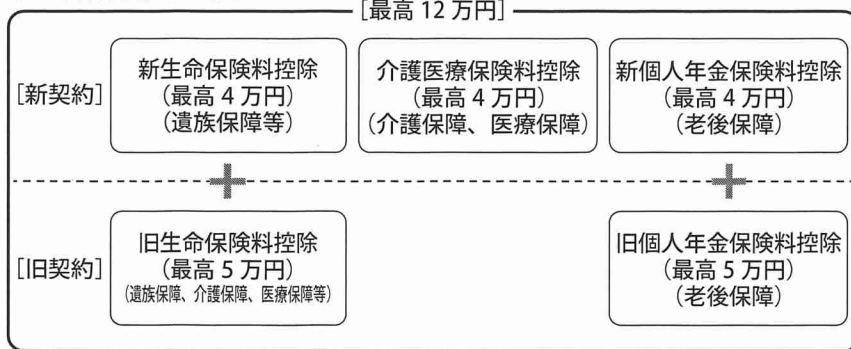 [最高 12 万円]
[新契約]
新生命保険料控除
(最高 4 万円)
(遺族保障等)
介護医療保険料控除
(最高 4 万円)
(介護保障、医療保障)
新個人年金保険料控除
(最高 4 万円)
(老後保障)
+
+
[旧契約]
旧生命保険料控除
(最高 5 万円)
(遺族保障、介護保障、医療保障等)
旧個人年金保険料控除
(最高 5 万円)
(老後保障)